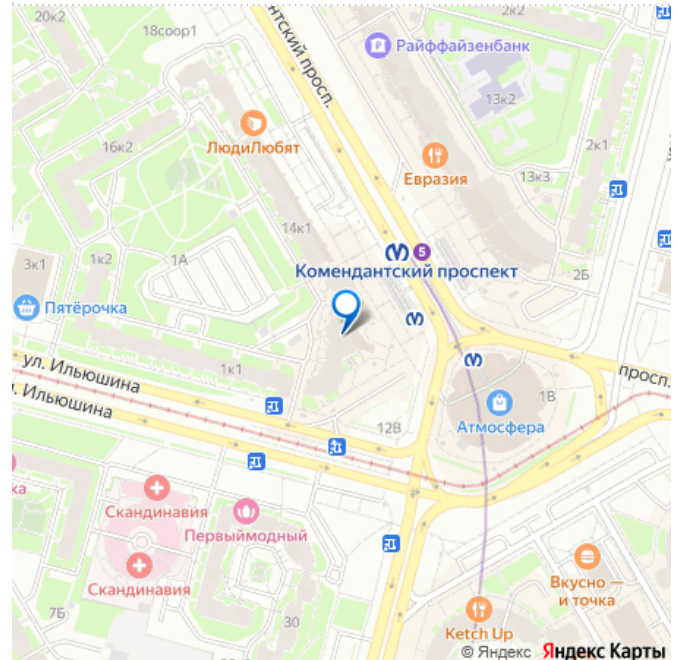 20к2
18соор1
нтский просп.
2к2
Райффайзенбанк
13к2
2к1
16к2
ЛюдиЛюбят
Евразия
13к3
14к1
5
Комендантский проспект
2Б
3к1
1к2
1А
Пятёрочка
1к1
ул. Ильюшина
л. Ильюшина
просп.
1В
Атмосфера
12В
ка
Скандинавия
Первыймодный
Скандинавия
7Б
30
Вкусно —
и точка
Ketch Up
© Яндекс Яндекс Карты